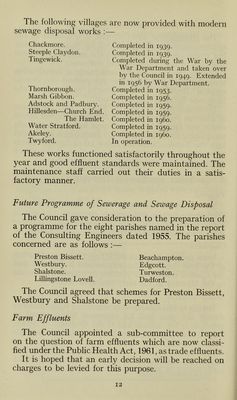 The following villages are now provided with modern
sewage disposal works :—
Chackmore. Completed in 1939.
Steeple Claydon. Completed in 1939.
Tingewick. Completed during the War by the
War Department and taken over
by the Council in 1949. Extended
in 1956 by War Department.
Thornborough. Completed in 1953.
Marsh Gibbon. Completed in 1956.
Adstock and Padbury. Completed in 1959.
Hillesden—Church End. Completed in 1959.
The Hamlet. Completed in 1960.
Water Stratford. Completed in 1959.
Akeley. Completed in 1960.
Twyford. In operation.
These works functioned satisfactorily throughout the
year and good effluent standards were maintained. The
maintenance staff carried out their duties in a satis-
factory manner.
Future Programme of Sewerage and Sewage Disposal
The Council gave consideration to the preparation of
a programme for the eight parishes named in the report
of the Consulting Engineers dated 1955. The parishes
concerned are as follows :—
Preston Bissett. Beachampton.
Westbury. Edgcott.
Shalstone. Turweston.
Lillingstone Lovell. Dadford.
The Council agreed that schemes for Preston Bissett,
Westbury and Shalstone be prepared.
Farm Effluents
The Council appointed a sub-committee to report
on the question of farm effluents which are now classi-
fied under the Public Health Act, 1961, as trade effluents.
It is hoped that an early decision will be reached on
charges to be levied for this purpose.
12